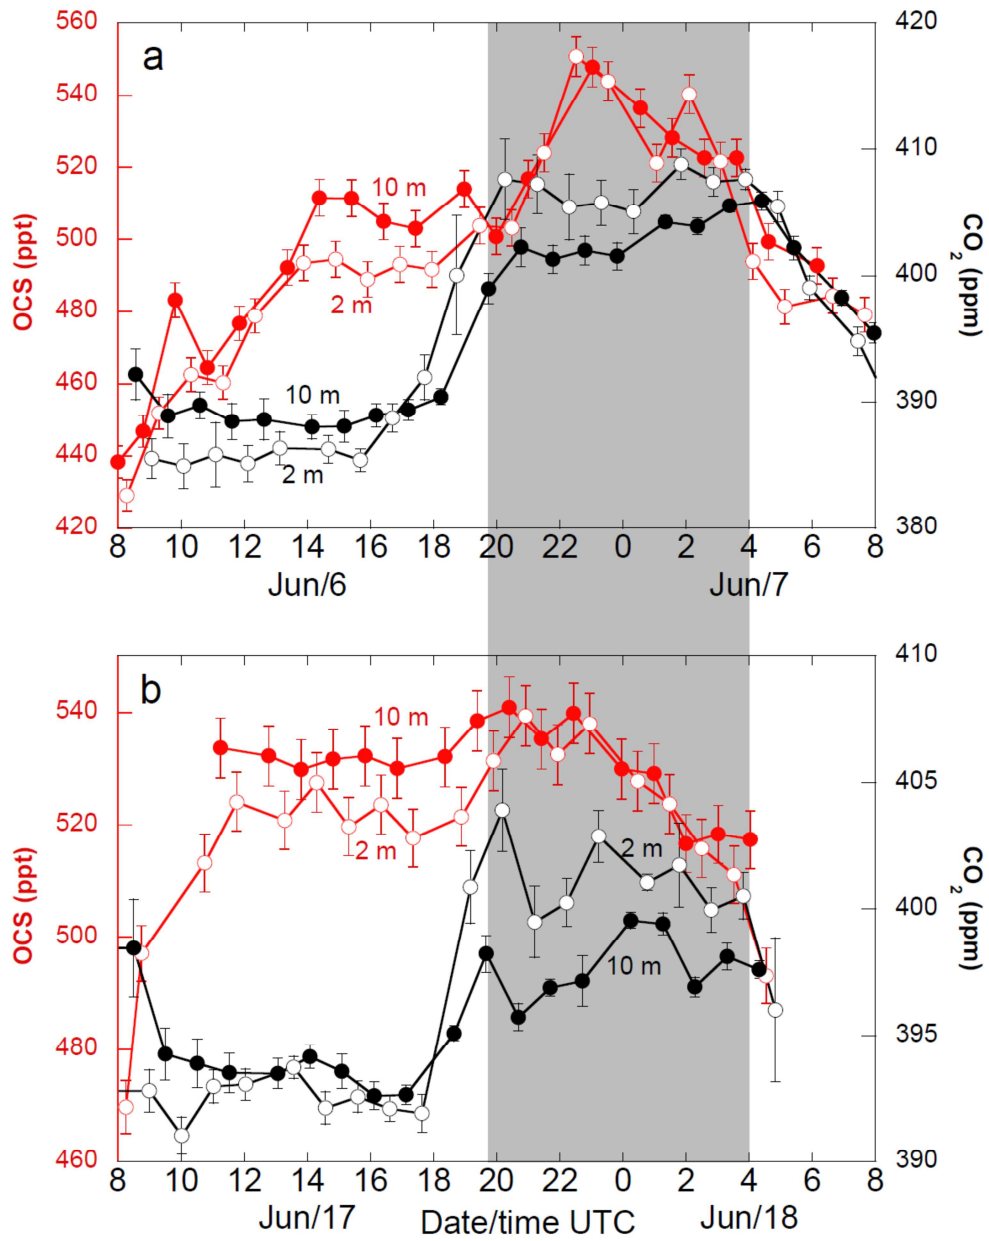 a
560
540
520
500
480
460
440
420
OCS (ppt)
420
410
400
390
380
CO2 (ppm)
10 m
2 m
10 m
2 m
8 10 12 14 16 18 20 22 0 2 4 6 8
Jun/6 Jun/7
b
540
520
500
480
460
OCS (ppt)
410
405
400
395
390
CO2 (ppm)
10 m
2 m
2 m
10 m
8 10 12 14 16 18 20 22 0 2 4 6 8
Jun/17 Date/time UTC Jun/18